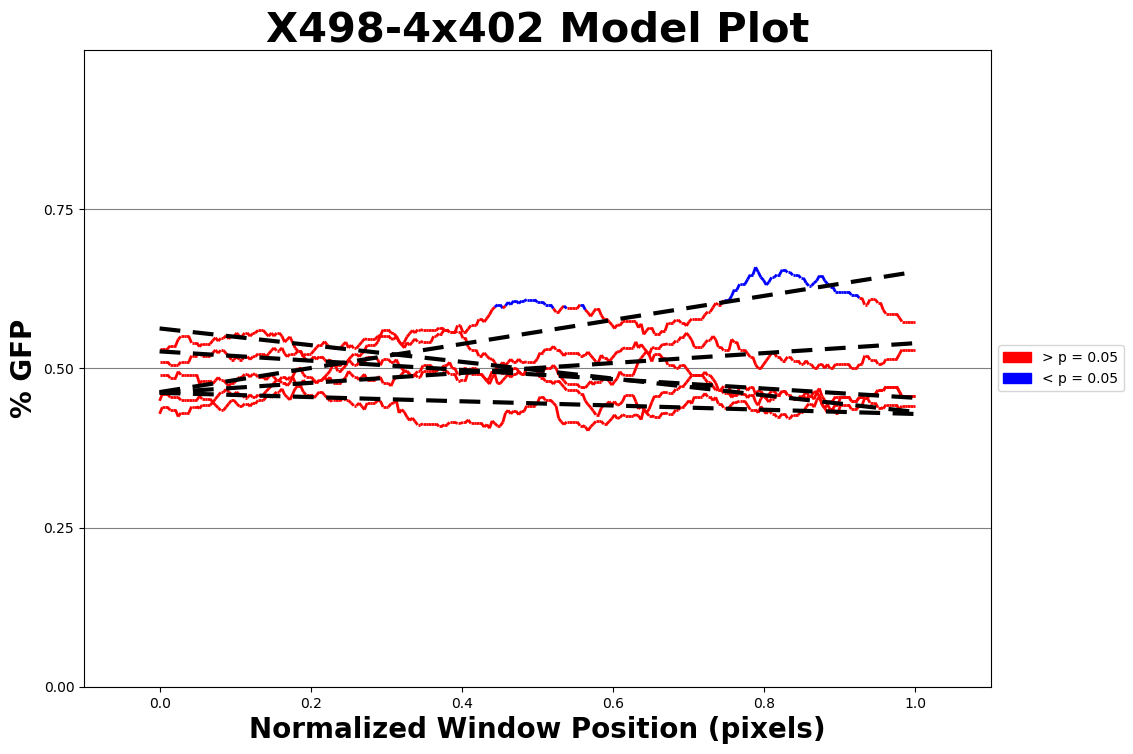 X498-4x402 Model Plot
% GFP
0.75
0.50
0.25
0.00
0.0 0.2 0.4 0.6 0.8 1.0
Normalized Window Position (pixels)
> p = 0.05
< p = 0.05